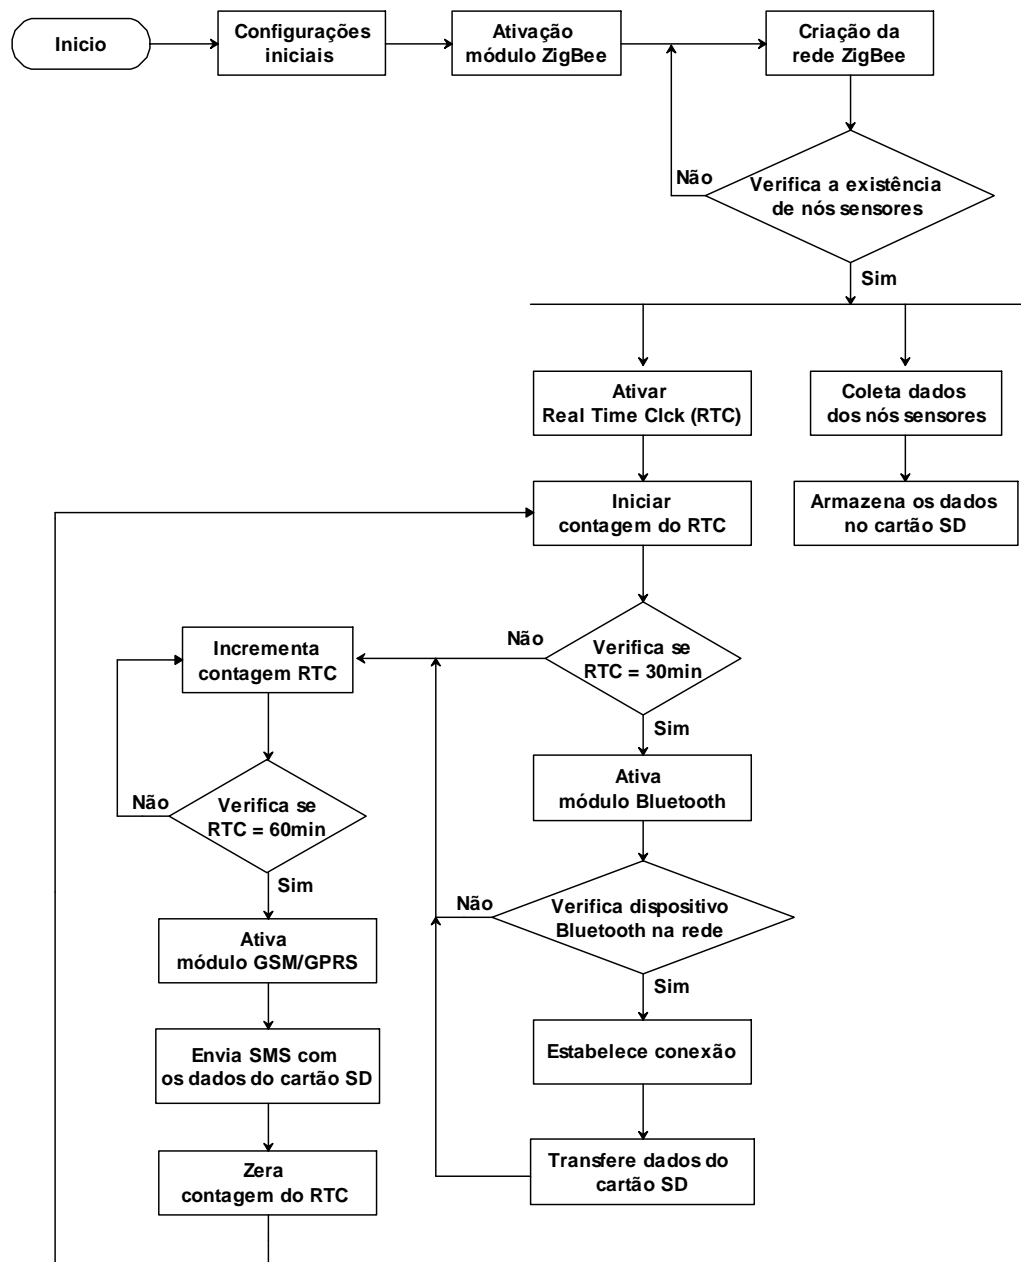 Inicio
Configurações
iniciais
Ativação
módulo ZigBee
Criação da
rede ZigBee
Não
Verifica a existência
de nós sensores
Sim
Ativar
Real Time Clck (RTC)
Coleta dados
dos nós sensores
Iniciar
contagem do RTC
Armazena os dados
no cartão SD
Incrementa
contagem RTC
Não
Verifica se
RTC = 30min
Sim
Ativa
módulo Bluetooth
Não
Verifica se
RTC = 60min
Sim
Não
Verifica dispositivo
Bluetooth na rede
Sim
Ativa
módulo GSM/GPRS
Estabelece conexão
Envia SMS com
os dados do cartão SD
Transfere dados do
cartão SD
Zera
contagem do RTC